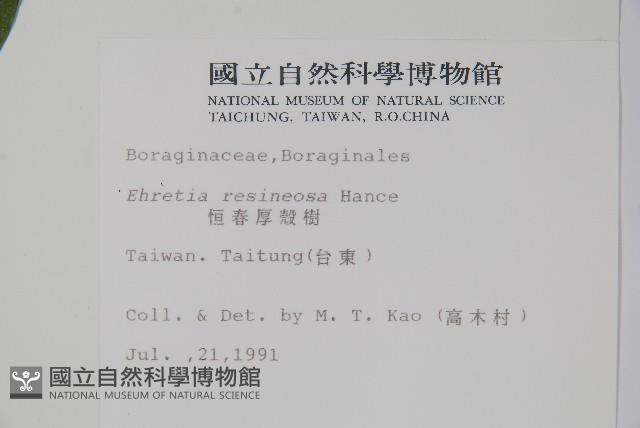 國立自然科學博物館
NATIONAL MUSEUM OF NATURAL SCIENCE
TAICHUNG, TAIWAN, R.O.CHINA
Boraginaceae,Boraginales
Ehretia resineosa Hance
恒春厚殼樹
Taiwan. Taitung(台東)
Coll. & Det. by M. T. Kao (高木村)
Jul. ,21,1991
國立自然科學博物館
NATIONAL MUSEUM OF NATURAL SCIENCE